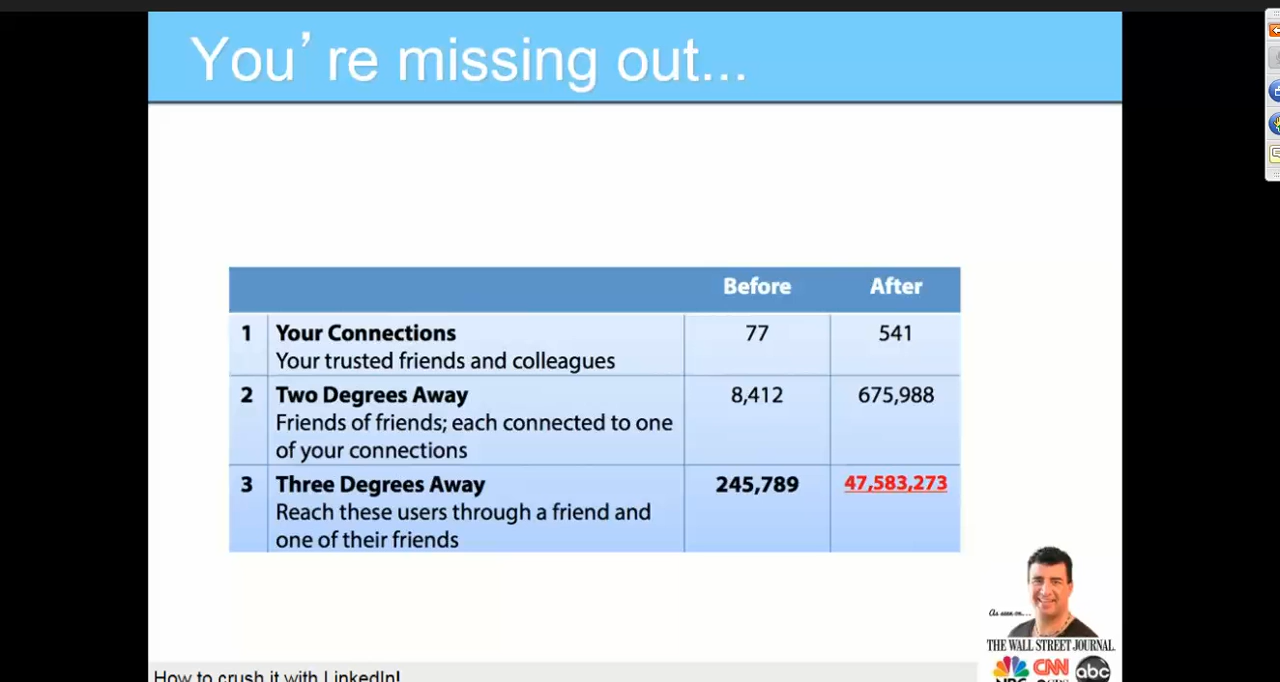 You're missing out...
Before After
1 Your Connections 77 541
Your trusted friends and colleagues
2 Two Degrees Away 8,412 675,988
Friends of friends; each connected to one
of your connections
3 Three Degrees Away 245,789 47,583,273
Reach these users through a friend and
one of their friends
As seen on...
THE WALL STREET JOURNAL.
NBC CNN abc
How to crush it with LinkedIn!